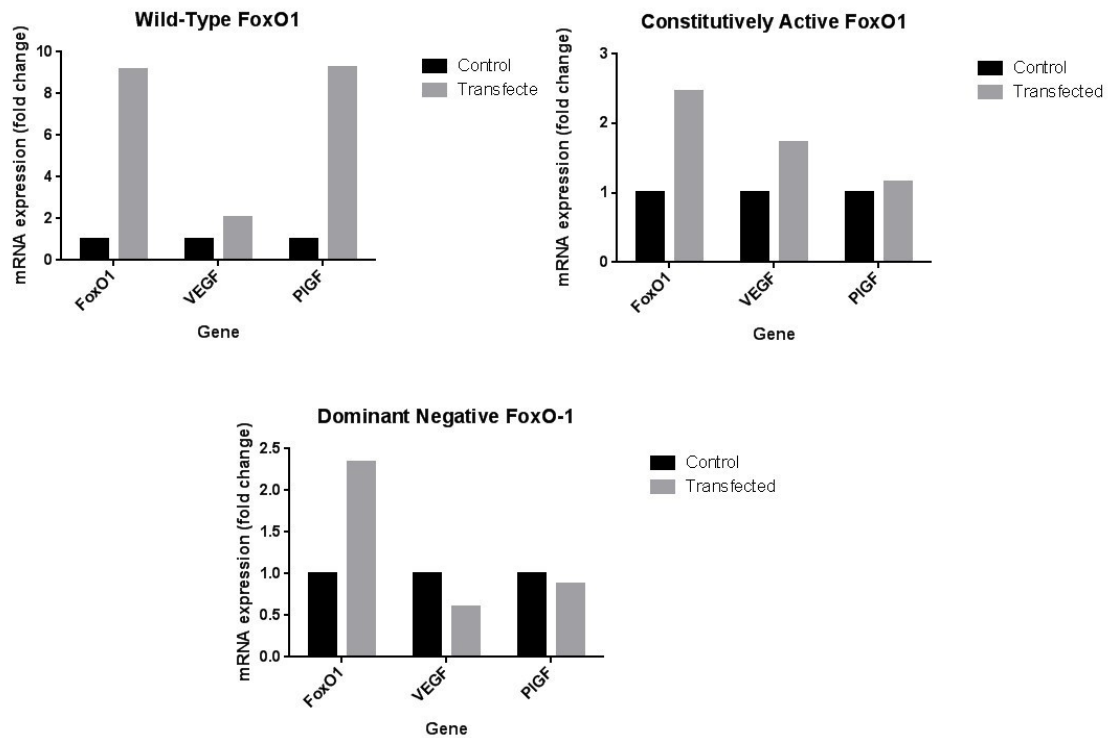 Wild-Type FoxO1
mRNA expression (fold change)
10
8
6
4
2
0
FoxO1
VEGF
PlGF
Gene
Control
Transfecte
Constitutively Active FoxO1
mRNA expression (fold change)
3
2
1
0
FoxO1
VEGF
PlGF
Gene
Control
Transfected
Dominant Negative FoxO-1
mRNA expression (fold change)
2.5
2.0
1.5
1.0
0.5
0.0
FoxO1
VEGF
PlGF
Gene
Control
Transfected